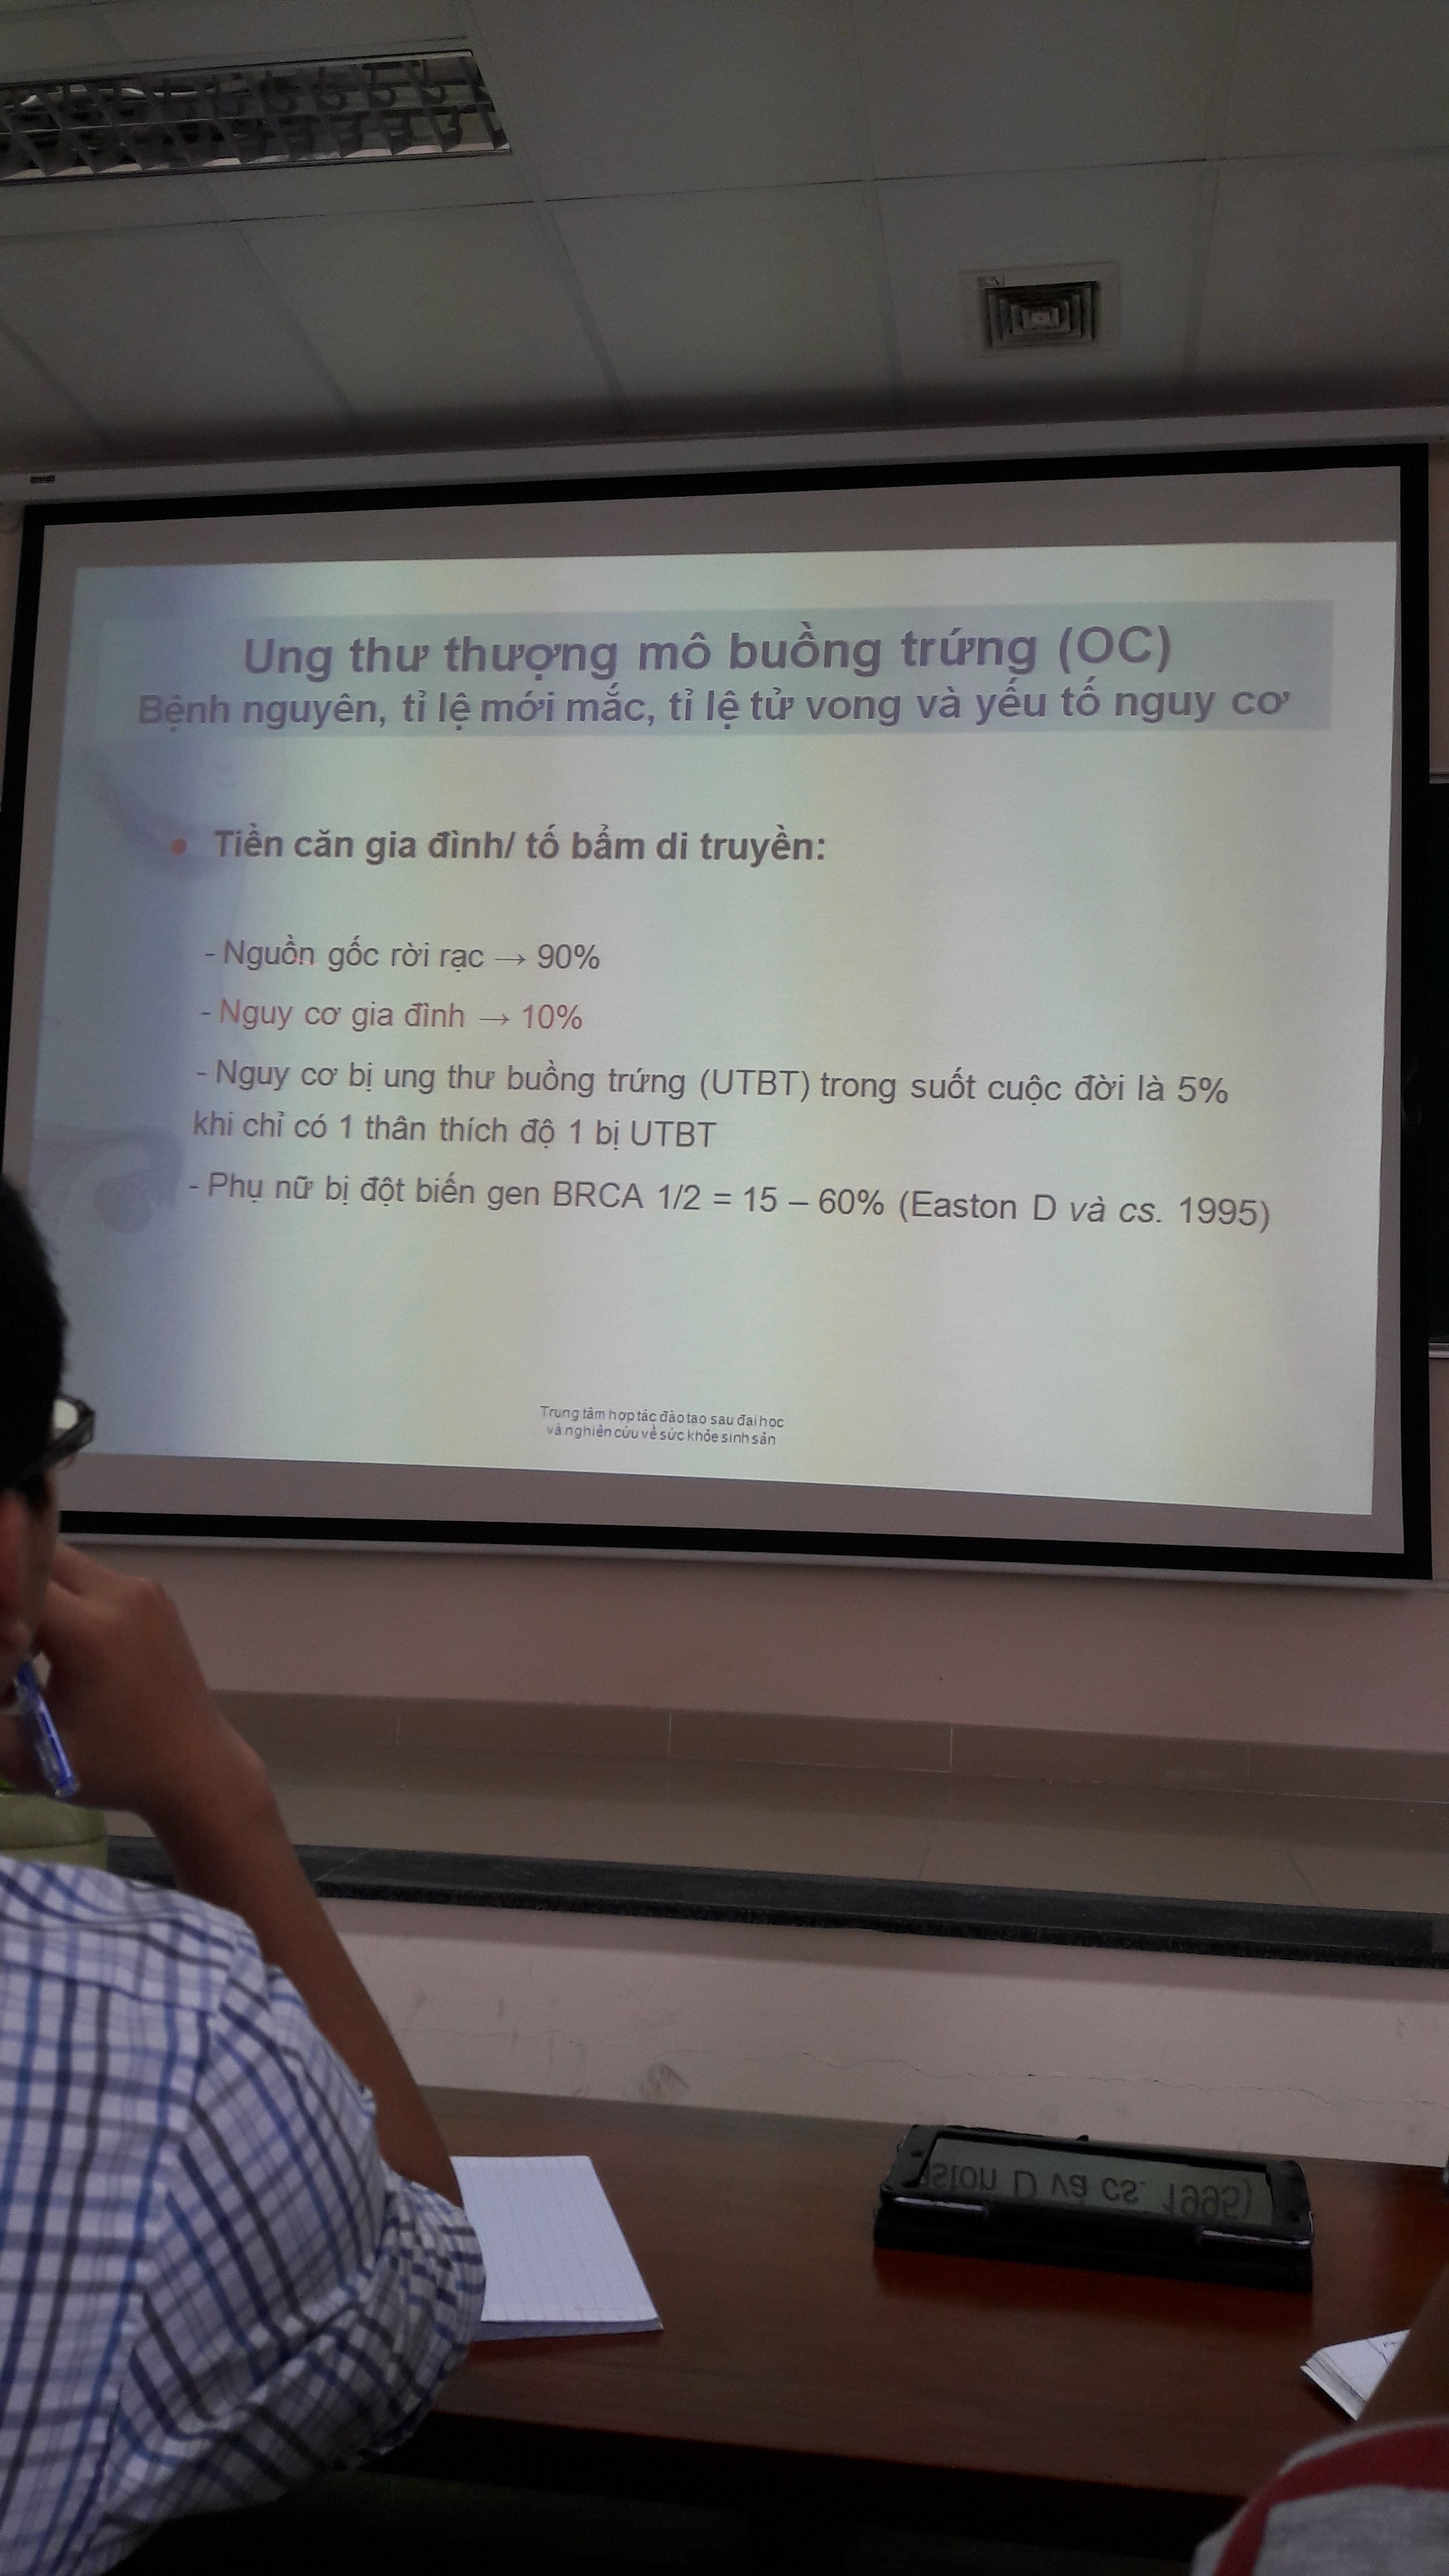 Ung thư thượng mô buồng trứng (OC)
Bệnh nguyên, tỉ lệ mới mắc, tỉ lệ tử vong và yếu tố nguy cơ
• Tiền căn gia đình/ tố bẩm di truyền:
- Nguồn gốc rời rạc → 90%
- Nguy cơ gia đình → 10%
- Nguy cơ bị ung thư buồng trứng (UTBT) trong suốt cuộc đời là 5%
khi chỉ có 1 thân thích độ 1 bị UTBT
- Phụ nữ bị đột biến gen BRCA 1/2 = 15 – 60% (Easton D và cs. 1995)
Trung tâm hợp tác đào tạo sau đại học
và nghiên cứu về sức khỏe sinh sản
ston D và cs. 1995)